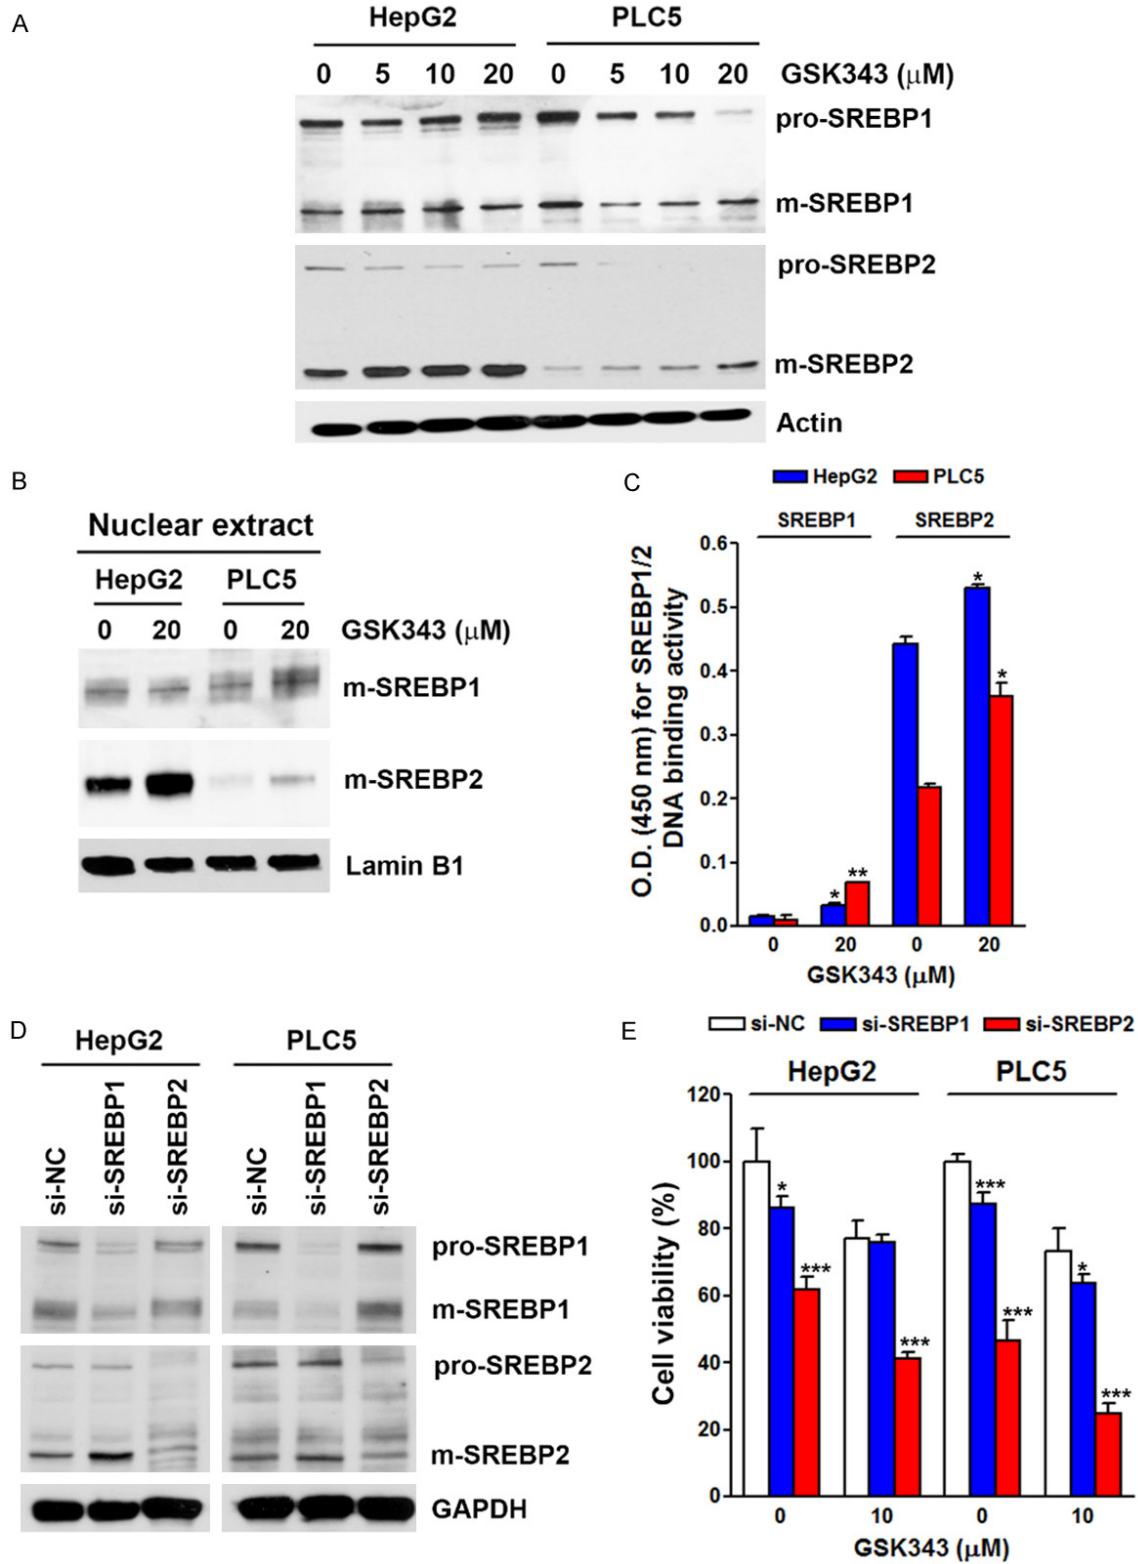 A
HepG2 PLC5
0 5 10 20 0 5 10 20 GSK343 (μM)
pro-SREBP1
m-SREBP1
pro-SREBP2
m-SREBP2
Actin
B
Nuclear extract
HepG2 PLC5
0 20 0 20 GSK343 (μM)
m-SREBP1
m-SREBP2
Lamin B1
C
HepG2 PLC5
SREBP1 SREBP2
O.D. (450 nm) for SREBP1/2
DNA binding activity
0.6
0.5
0.4
0.3
0.2
0.1
0.0
* ** * *
0 20 0 20
GSK343 (μM)
D
HepG2 PLC5
si-NC si-SREBP1 si-SREBP2 si-NC si-SREBP1 si-SREBP2
pro-SREBP1
m-SREBP1
pro-SREBP2
m-SREBP2
GAPDH
E
si-NC si-SREBP1 si-SREBP2
HepG2 PLC5
Cell viability (%)
120
100
80
60
40
20
0
* *** *** *** *** * ***
0 10 0 10
GSK343 (μM)